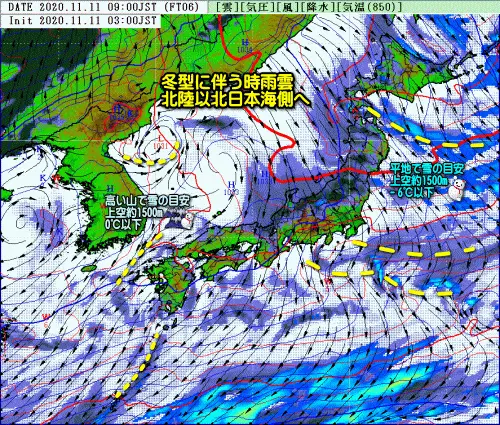 DATE 2020.11.11 09:00JST (FT06)
[雲][気圧][風][降水][気温(850)]
Init 2020.11.11 03:00JST
冬型に伴う時雨雲
北陸以北日本海側へ
平地で雪の目安
上空約1500m
-6℃以下
高い山で雪の目安
上空約1500m
0℃以下